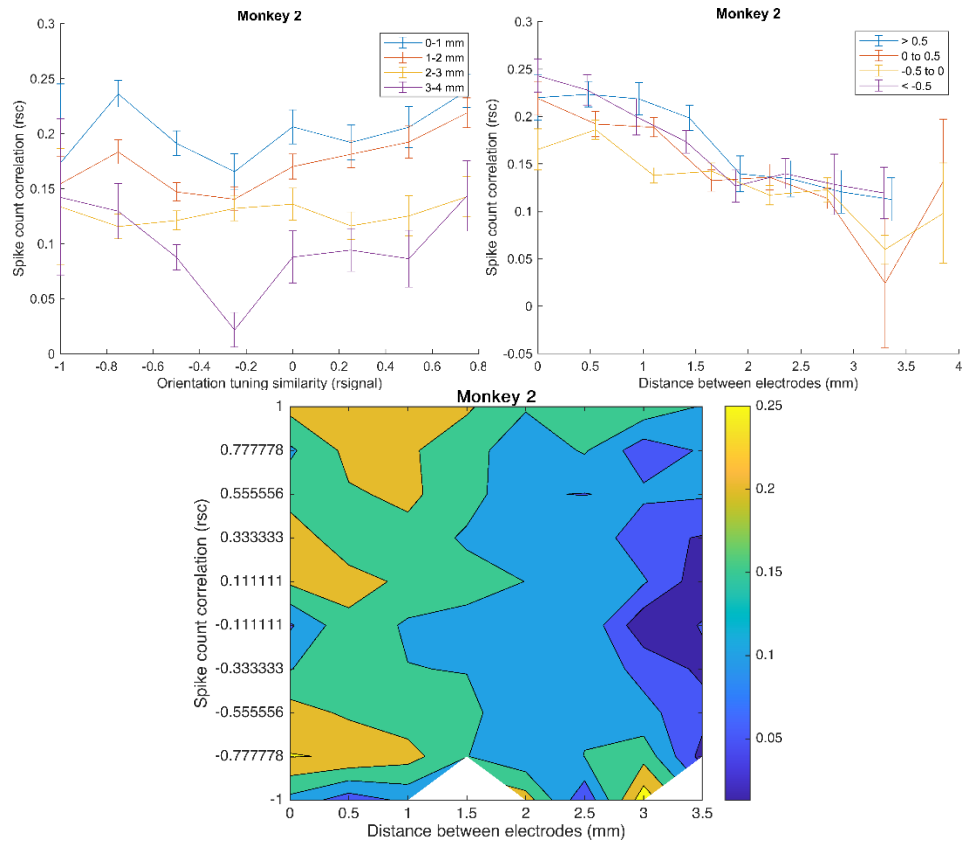 Monkey 2
0.3
0.25
0.2
0.15
0.1
0.05
0
Spike count correlation (rsc)
0-1 mm
1-2 mm
2-3 mm
3-4 mm
-1 -0.8 -0.6 -0.4 -0.2 0 0.2 0.4 0.6 0.8
Orientation tuning similarity (rsignal)
Monkey 2
0.3
0.25
0.2
0.15
0.1
0.05
0
-0.05
Spike count correlation (rsc)
> 0.5
0 to 0.5
-0.5 to 0
< -0.5
0 0.5 1 1.5 2 2.5 3 3.5 4
Distance between electrodes (mm)
Monkey 2
1
0.777778
0.555556
0.333333
0.111111
-0.111111
-0.333333
-0.555556
-0.777778
-1
Spike count correlation (rsc)
0 0.5 1 1.5 2 2.5 3 3.5
Distance between electrodes (mm)
0.25
0.2
0.15
0.1
0.05